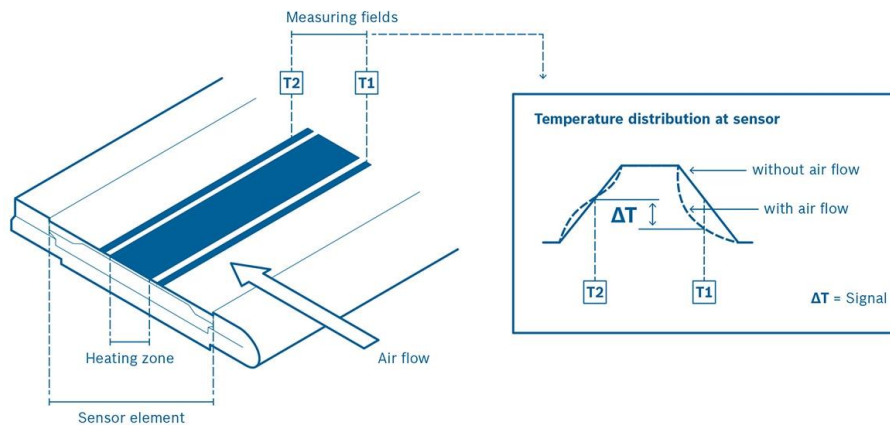 Measuring fields
T2
T1
Temperature distribution at sensor
without air flow
with air flow
ΔT
T2
T1
ΔT = Signal
Heating zone
Air flow
Sensor element